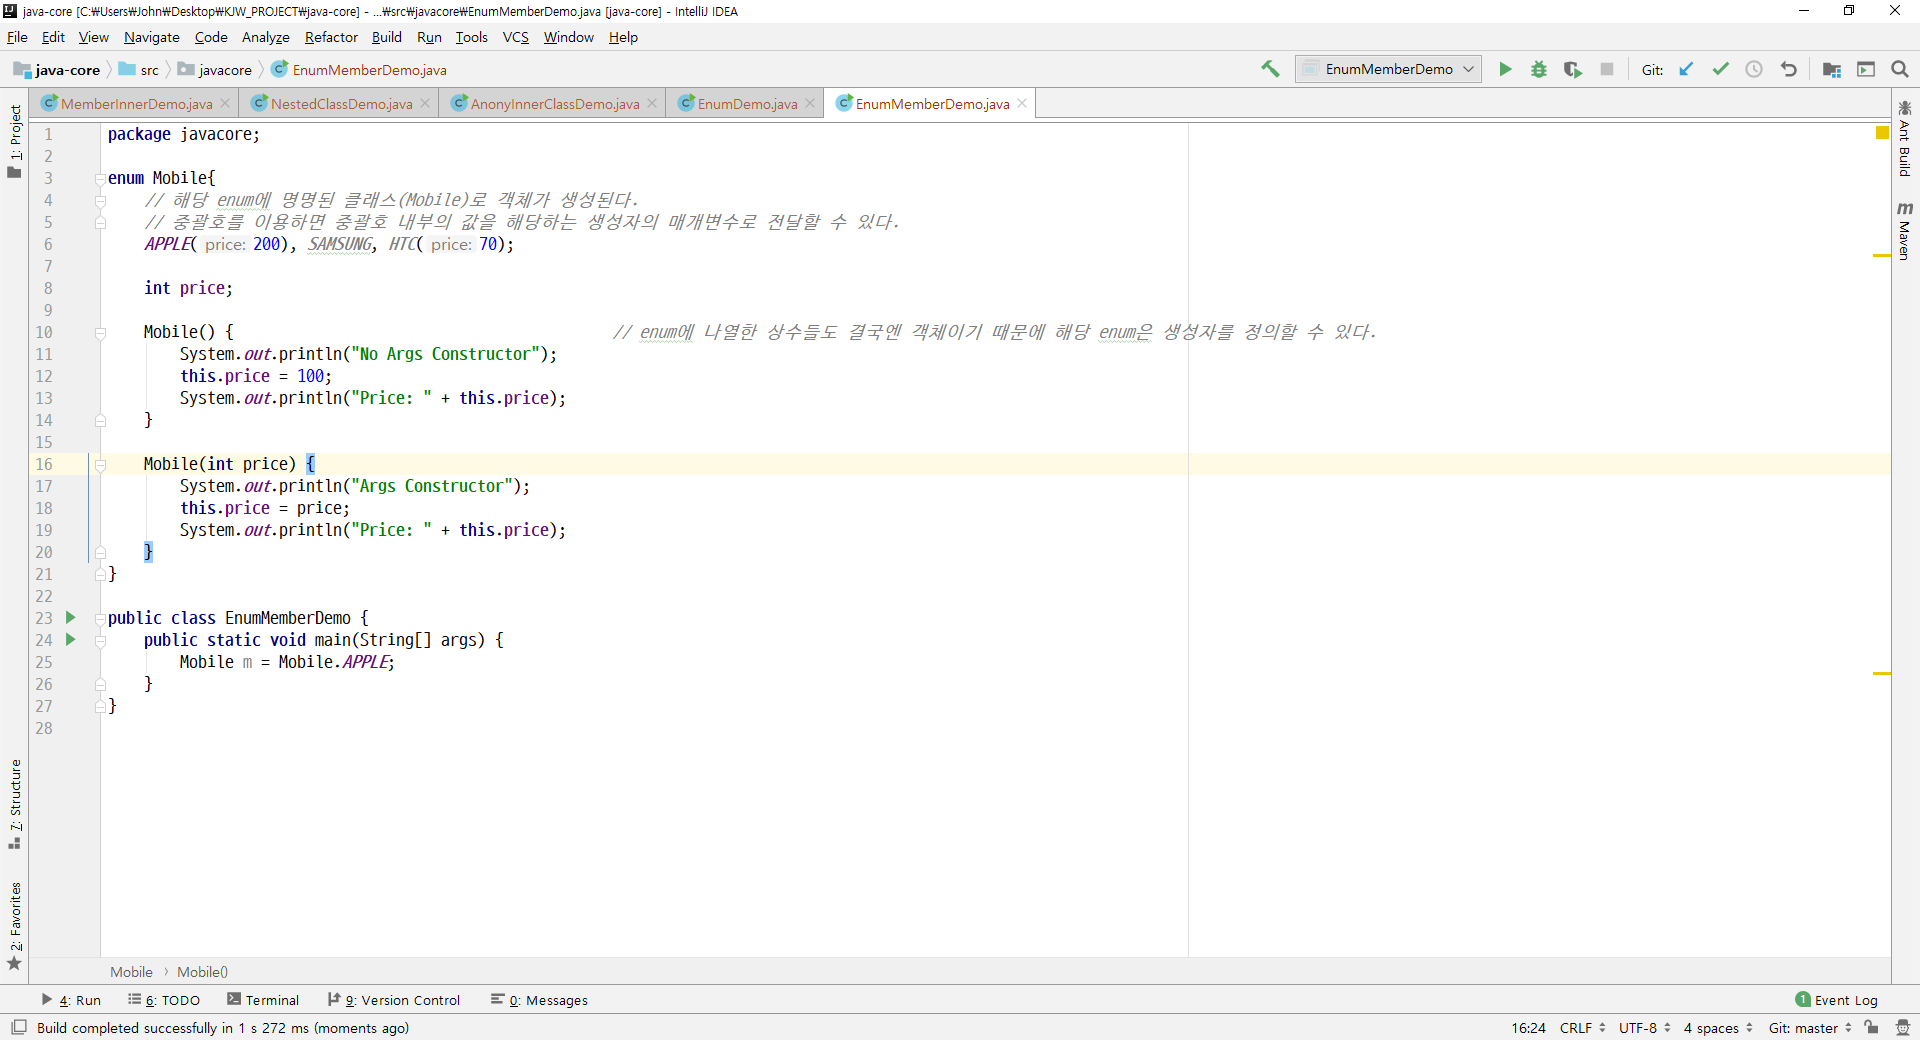 java-core [C:₩Users₩John₩Desktop₩KJW_PROJECT₩java-core] - ...₩src₩javacore₩EnumMemberDemo.java [java-core] - IntelliJ IDEA
File Edit View Navigate Code Analyze Refactor Build Run Tools VCS Window Help
java-core src javacore EnumMemberDemo.java EnumMemberDemo Git:
MemberInnerDemo.java NestedClassDemo.java AnonyInnerClassDemo.java EnumDemo.java EnumMemberDemo.java
1: Project
7: Structure
2: Favorites
1 package javacore;
2
3 enum Mobile{
4 // 해당 enum에 명명된 클래스(Mobile)로 객체가 생성된다.
5 // 중괄호를 이용하면 중괄호 내부의 값을 해당하는 생성자의 매개변수로 전달할 수 있다.
6 APPLE( price: 200), SAMSUNG, HTC( price: 70);
7
8 int price;
9
10 Mobile() { // enum에 나열한 상수들도 결국엔 객체이기 때문에 해당 enum은 생성자를 정의할 수 있다.
11 System.out.println("No Args Constructor");
12 this.price = 100;
13 System.out.println("Price: " + this.price);
14 }
15
16 Mobile(int price) {
17 System.out.println("Args Constructor");
18 this.price = price;
19 System.out.println("Price: " + this.price);
20 }
21 }
22
23 public class EnumMemberDemo {
24 public static void main(String[] args) {
25 Mobile m = Mobile.APPLE;
26 }
27 }
28
Ant Build
m Maven
Mobile › Mobile()
4: Run 6: TODO Terminal 9: Version Control 0: Messages 1 Event Log
Build completed successfully in 1 s 272 ms (moments ago) 16:24 CRLF UTF-8 4 spaces Git: master